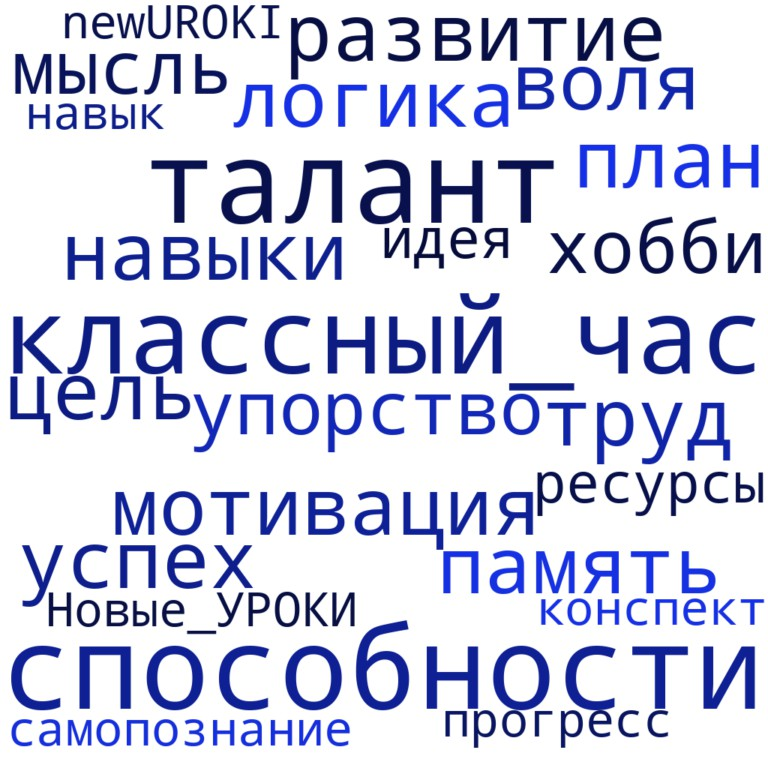 newUROKI
развитие
мысль
логика
воля
навык
талант
план
навыки
идея
хобби
классный_час
цель
упорство
труд
мотивация
ресурсы
успех
память
Новые_УРОКИ
конспект
способности
самопознание
прогресс